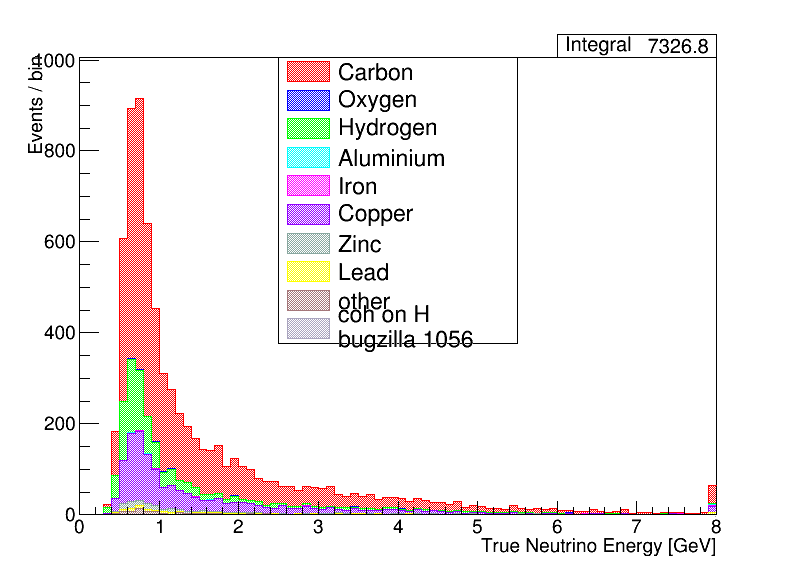 Integral 7326.8
Events / bin
1000
800
600
400
200
0
Carbon
Oxygen
Hydrogen
Aluminium
Iron
Copper
Zinc
Lead
other
coh on H
bugzilla 1056
0 1 2 3 4 5 6 7 8
True Neutrino Energy [GeV]